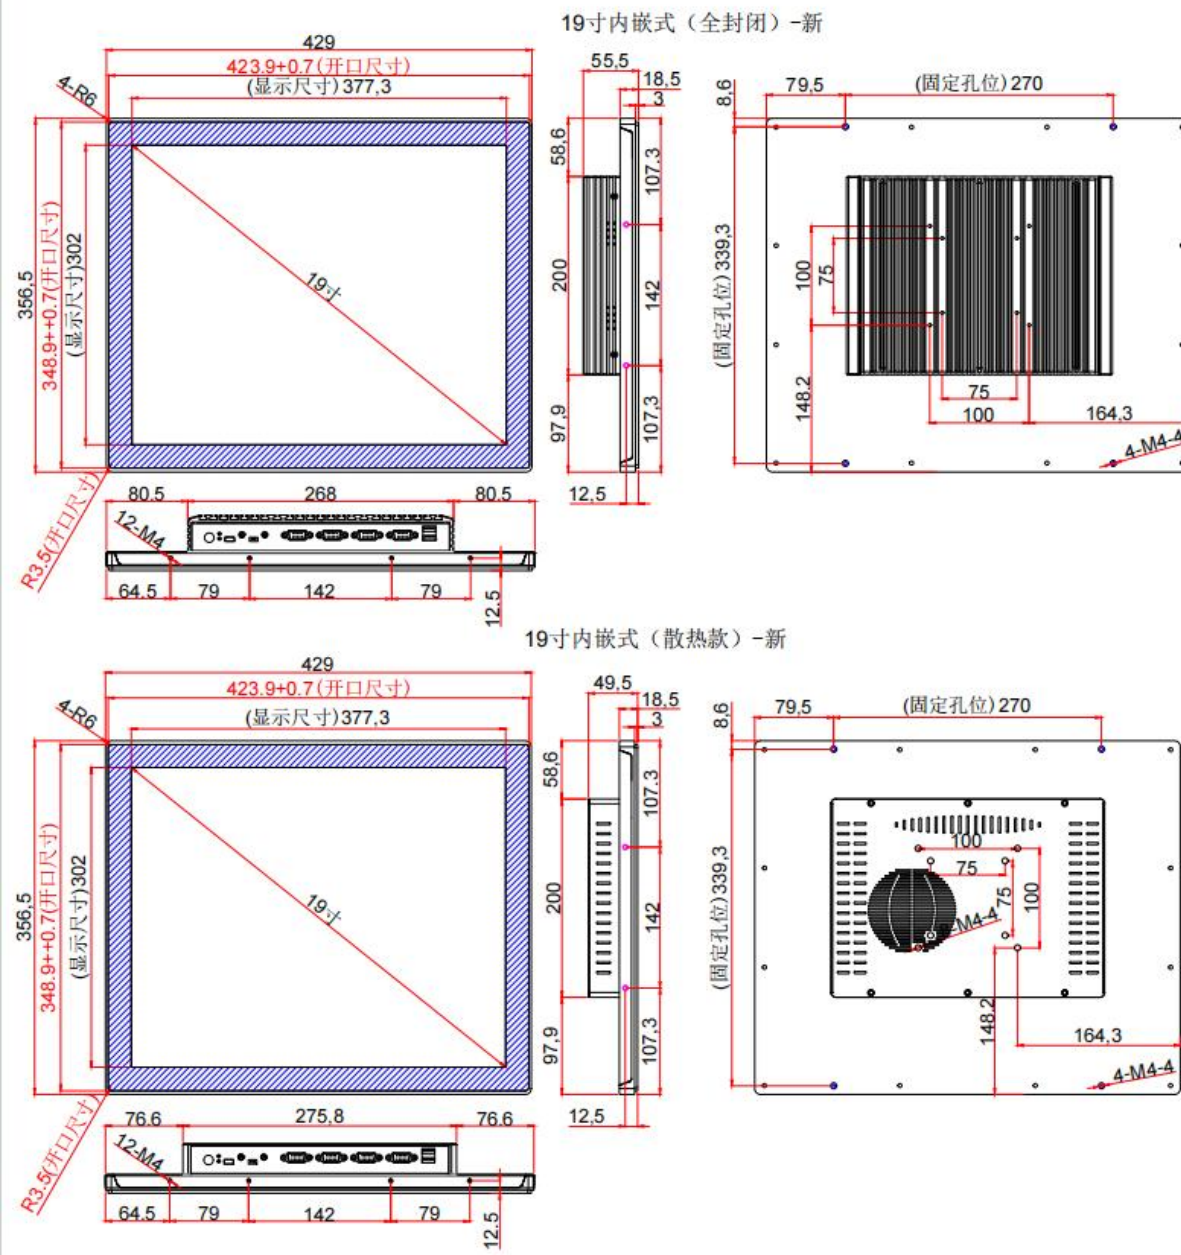 19寸内嵌式（全封闭）-新
429
423.9+0.7(开口尺寸)
(显示尺寸)377,3
4-R6
356,5
348.9++0.7(开口尺寸)
(显示尺寸)302
19寸
R3.5(开口尺寸)
55,5
18,5
3
58,6
107.3
200
142
97,9
107,3
12,5
8,6
79,5
(固定孔位)270
(固定孔位)339,3
100
75
148.2
75
100
164,3
4-M4-4
80.5
268
80.5
12-M4
64.5
79
142
79
12.5
19寸内嵌式（散热款）-新
429
423.9+0.7(开口尺寸)
(显示尺寸)377,3
4-R6
356,5
348.9++0.7(开口尺寸)
(显示尺寸)302
19寸
R3.5(开口尺寸)
49,5
18,5
3
58,6
107.3
200
142
97,9
107,3
12,5
8,6
79,5
(固定孔位)270
(固定孔位)339,3
100
75
75
100
-M4-4
148.2
164,3
4-M4-4
76.6
275,8
76.6
12-M4
64.5
79
142
79
12.5